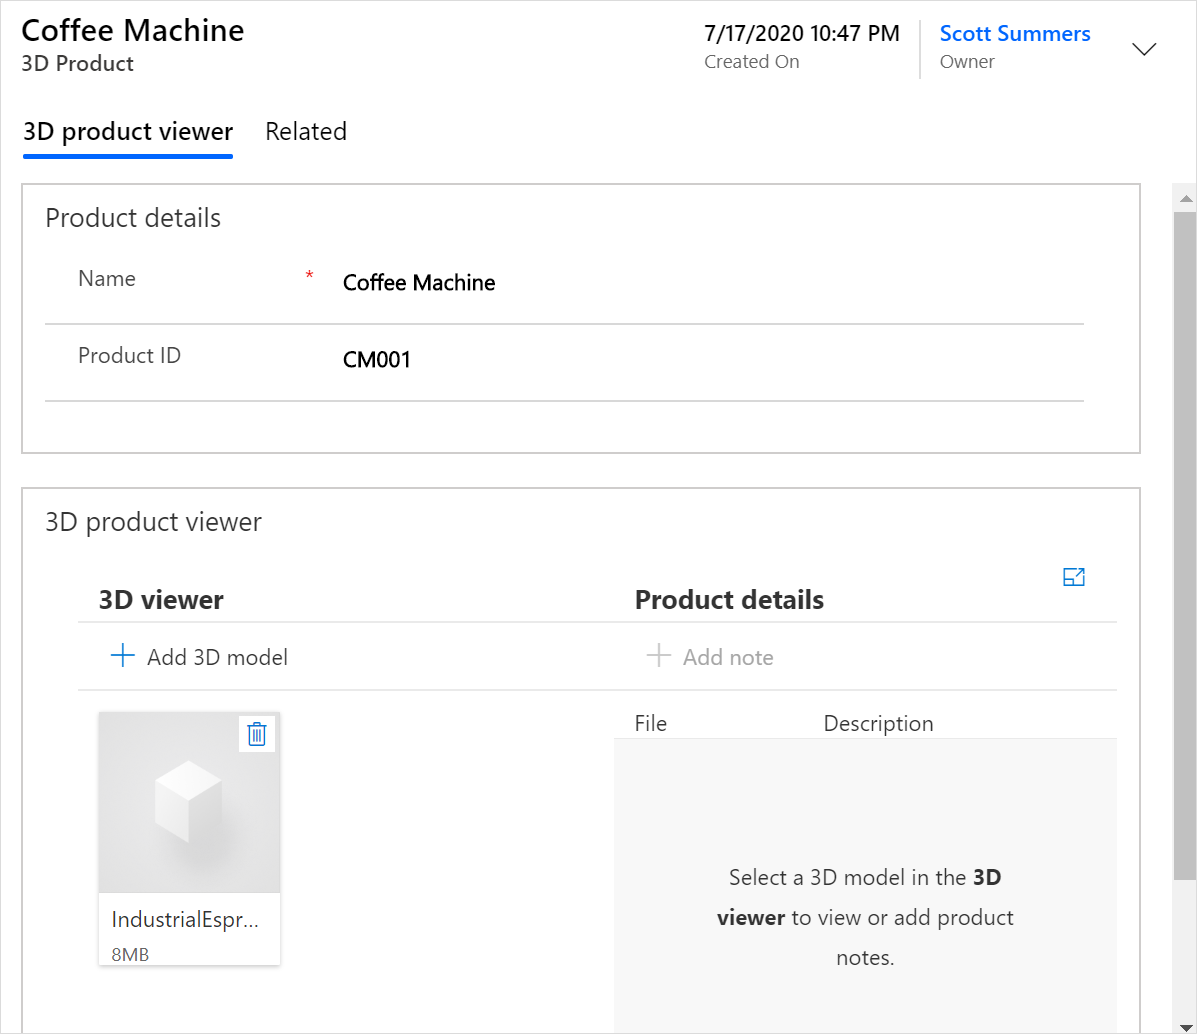 Coffee Machine
3D Product
7/17/2020 10:47 PM
Created On
Scott Summers
Owner
3D product viewer
Related
Product details
Name
*
Coffee Machine
Product ID
CM001
3D product viewer
3D viewer
Product details
Add 3D model
Add note
File
Description
IndustrialEspr...
8MB
Select a 3D model in the 3D
viewer to view or add product
notes.